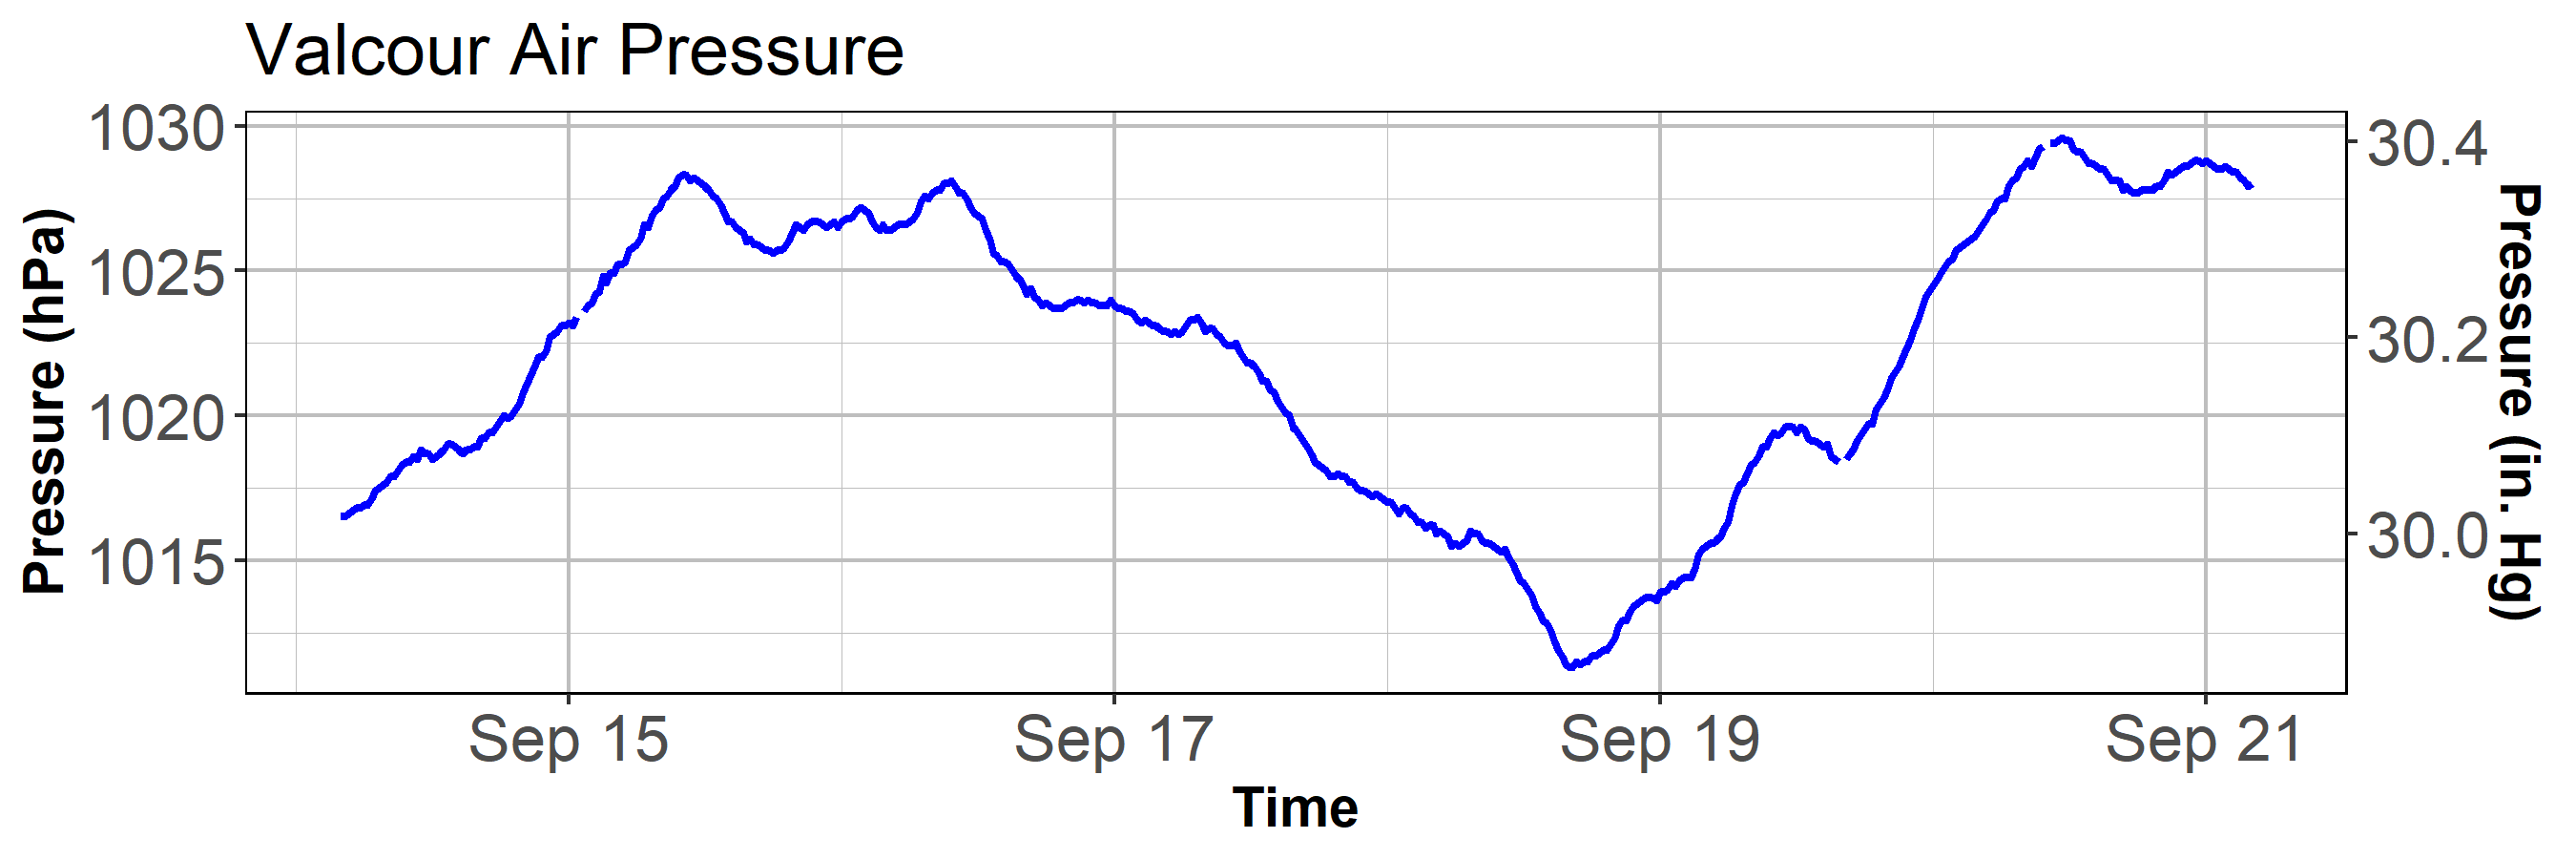 Valcour Air Pressure
1030
1025
1020
1015
Pressure (hPa)
30.4
30.2
30.0
Pressure (in. Hg)
Sep 15
Sep 17
Sep 19
Sep 21
Time